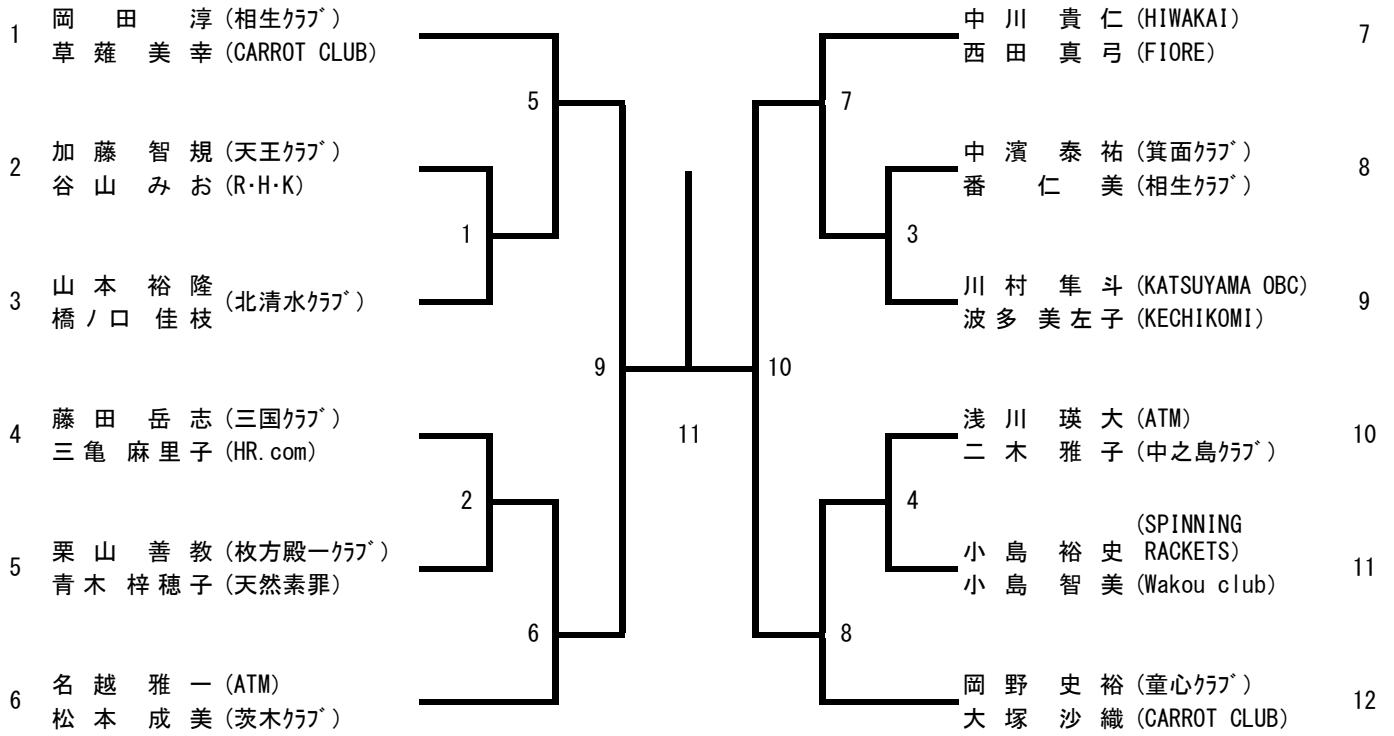 1 岡田 淳 (相生ｸﾗﾌﾞ)
草薙 美幸 (CARROT CLUB)
5
2 加藤 智規 (天王ｸﾗﾌﾞ)
谷山 みお (R・H・K)
1
3 山本 裕隆 (北清水ｸﾗﾌﾞ)
橋ノ口 佳枝
9
4 藤田 岳志 (三国ｸﾗﾌﾞ)
三亀 麻里子 (HR.com)
2
5 栗山 善教 (枚方殿一ｸﾗﾌﾞ)
青木 梓穂子 (天然素罪)
6
6 名越 雅一 (ATM)
松本 成美 (茨木ｸﾗﾌﾞ)
11
中川 貴仁 (HIWAKAI) 7
西田 真弓 (FIORE)
7
中濱 泰祐 (箕面ｸﾗﾌﾞ) 8
番 仁美 (相生ｸﾗﾌﾞ)
3
川村 隼斗 (KATSUYAMA OBC) 9
波多 美左子 (KECHIKOMI)
10
浅川 瑛大 (ATM) 10
二木 雅子 (中之島ｸﾗﾌﾞ)
4
(SPINNING
小島 裕史 RACKETS) 11
小島 智美 (Wakou club)
8
岡野 史裕 (童心ｸﾗﾌﾞ) 12
大塚 沙織 (CARROT CLUB)